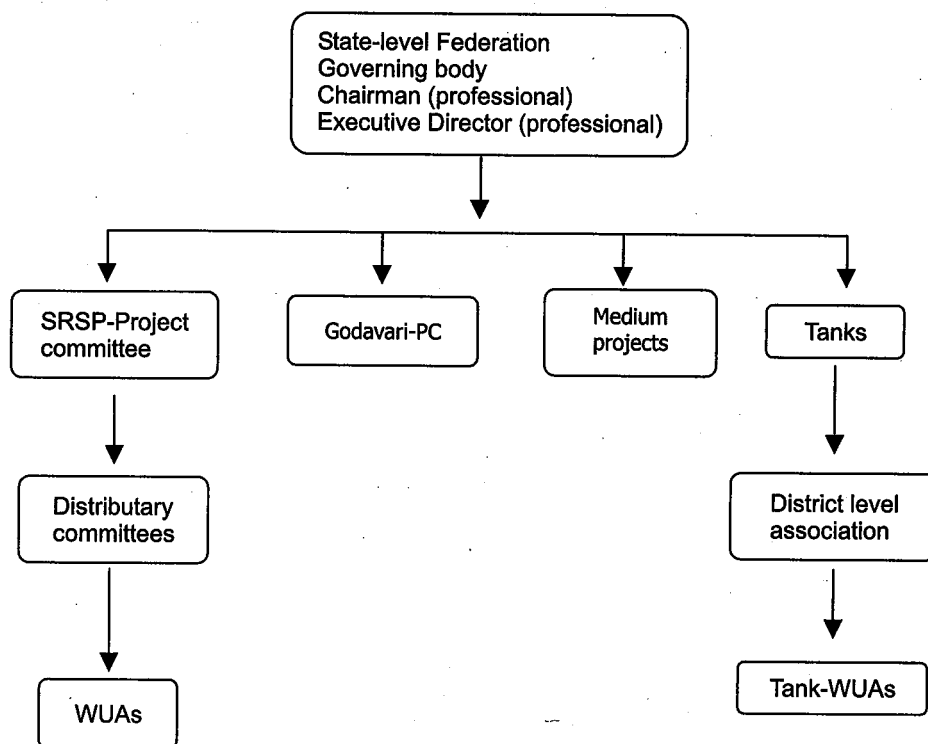 State-level Federation
Governing body
Chairman (professional)
Executive Director (professional)
SRSP-Project
committee
Godavari-PC
Medium
projects
Tanks
Distributary
committees
District level
association
WUAs
Tank-WUAs